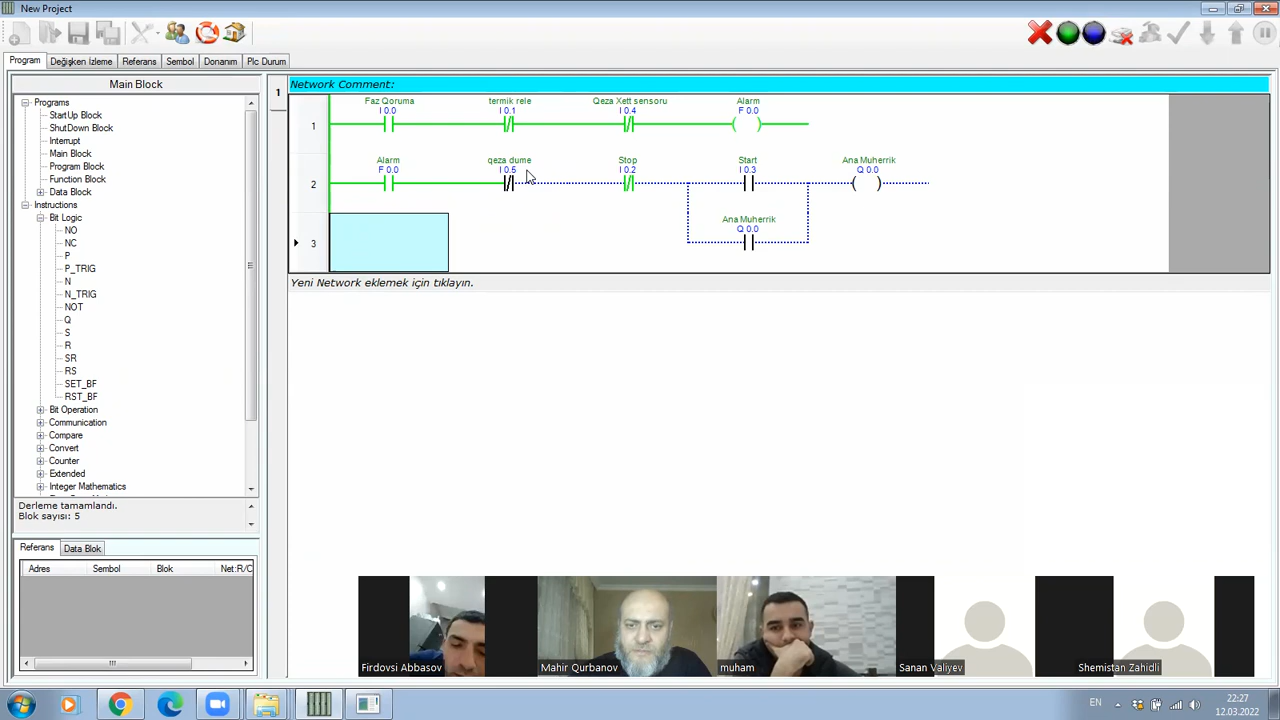 New Project
Program
Değişken İzleme
Referans
Sembol
Donanım
Plc Durum
Main Block
Programs
StartUp Block
ShutDown Block
Interrupt
Main Block
Program Block
Function Block
Data Block
Instructions
Bit Logic
NO
NC
P
P_TRIG
N
N_TRIG
NOT
Q
S
R
SR
RS
SET_BF
RST_BF
Bit Operation
Communication
Compare
Convert
Counter
Extended
Integer Mathematics
Derleme tamamlandı.
Blok sayısı: 5
Referans
Data Blok
Adres Sembol Blok Net:R/C
1
Network Comment:
Faz Qoruma termik rele Qeza Xett sensoru Alarm
I 0.0 I 0.1 I 0.4 F 0.0
1
Alarm qeza dume Stop Start Ana Muherrik
F 0.0 I 0.5 I 0.2 I 0.3 Q 0.0
2
Ana Muherrik
Q 0.0
3
Yeni Network eklemek için tıklayın.
Firdovsi Abbasov
Mahir Qurbanov
muham
Sanan Valiyev
Shemistan Zahidli
EN
22:27
12.03.2022